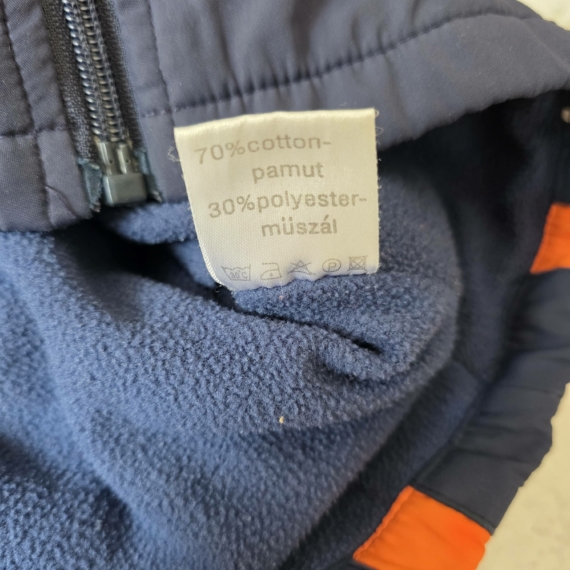 70%cotton-
pamut
30%polyester-
müszál